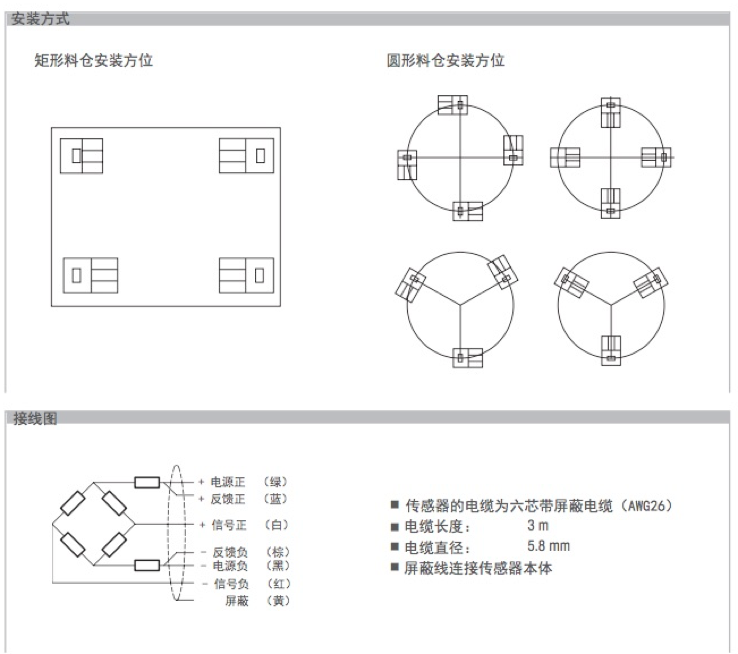 安装方式
矩形料仓安装方位
圆形料仓安装方位
接线图
+ 电源正 （绿）
+ 反馈正 （蓝）
+ 信号正 （白）
- 反馈负 （棕）
- 电源负 （黑）
- 信号负 （红）
屏蔽 （黄）
■ 传感器的电缆为六芯带屏蔽电缆（AWG26）
■ 电缆长度： 3 m
■ 电缆直径： 5.8 mm
■ 屏蔽线连接传感器本体